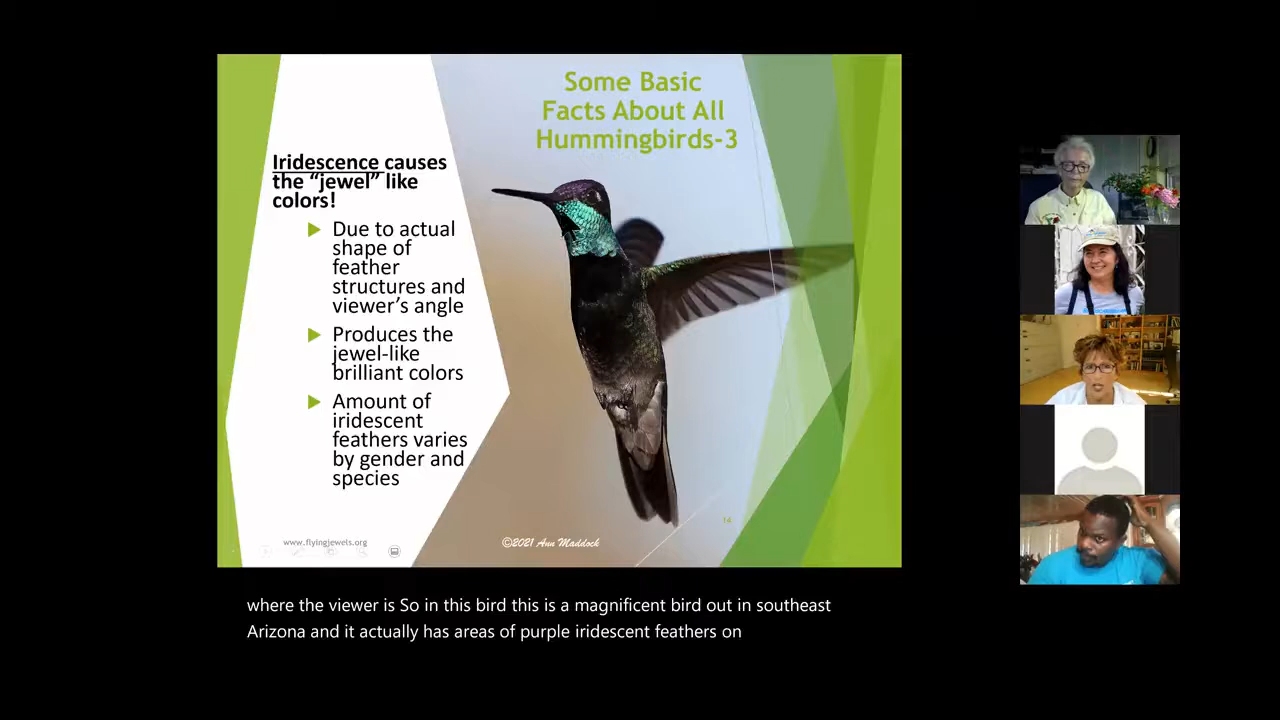 Some Basic
Facts About All
Hummingbirds-3
Iridescence causes
the “jewel” like
colors!
Due to actual
shape of
feather
structures and
viewer’s angle
Produces the
jewel-like
brilliant colors
Amount of
iridescent
feathers varies
by gender and
species
14
www.flyingjewels.org
©2021 Ann Maddock
where the viewer is So in this bird this is a magnificent bird out in southeast
Arizona and it actually has areas of purple iridescent feathers on